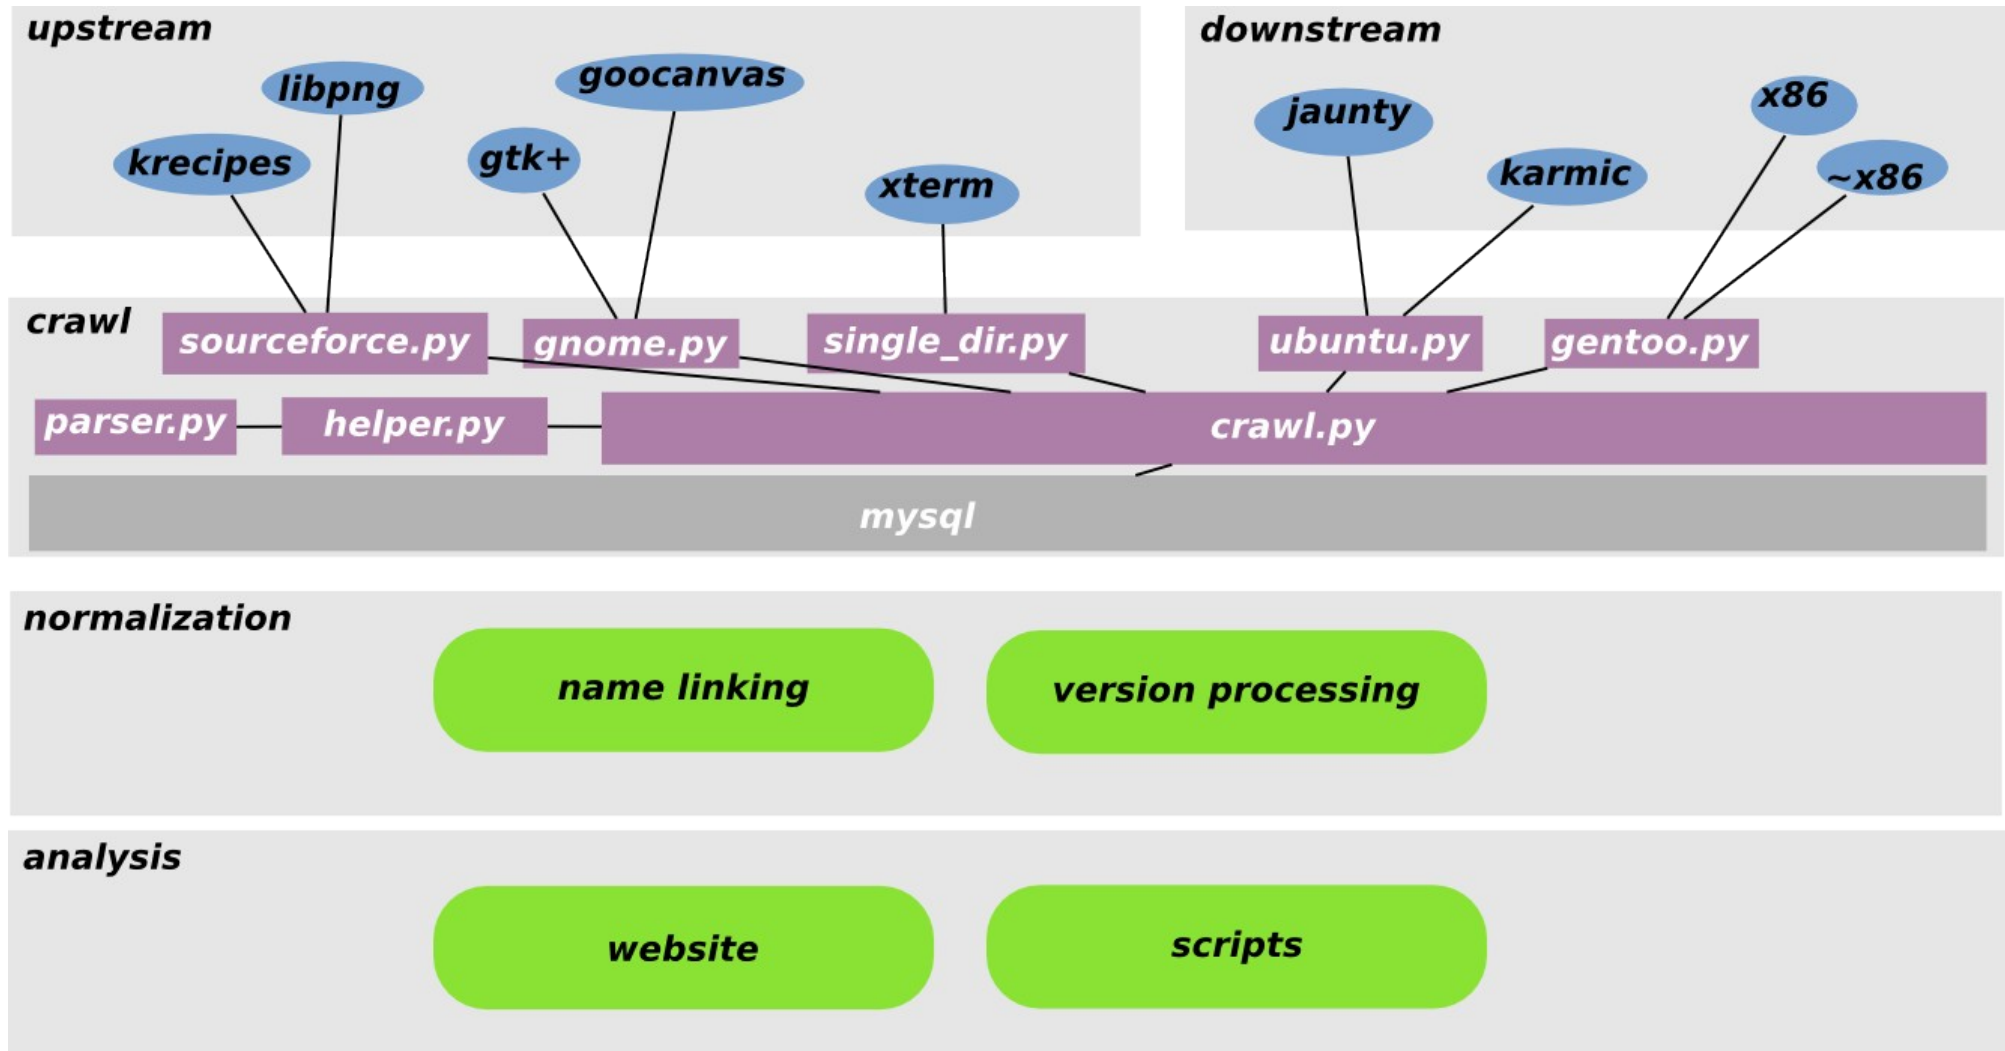 upstream
downstream
libpng
goocanvas
krecipes
gtk+
xterm
jaunty
karmic
x86
~x86
crawl
sourceforce.py
gnome.py
single_dir.py
ubuntu.py
gentoo.py
parser.py
helper.py
crawl.py
mysql
normalization
name linking
version processing
analysis
website
scripts